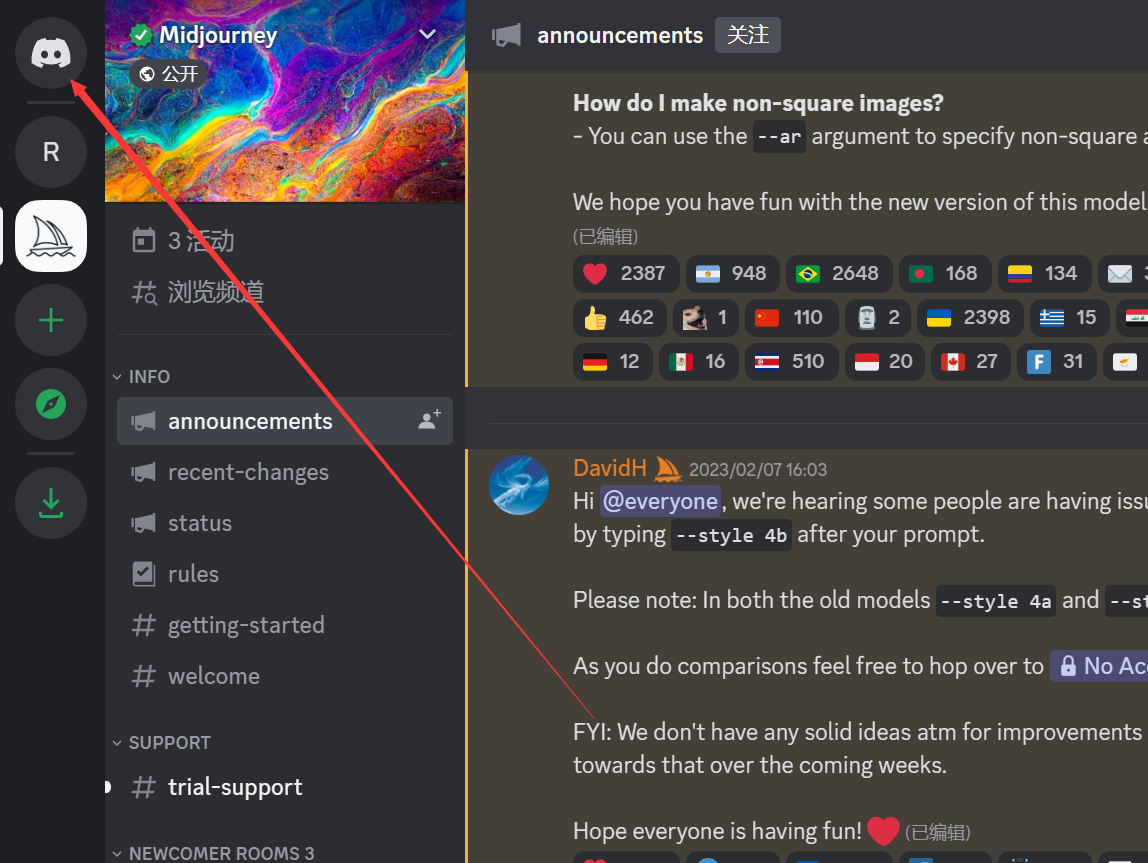 Midjourney
公开
R
3 活动
浏览频道
INFO
announcements
recent-changes
status
rules
getting-started
welcome
SUPPORT
trial-support
NEWCOMER ROOMS 3
announcements 关注
How do I make non-square images?
- You can use the --ar argument to specify non-square
We hope you have fun with the new version of this model
(已编辑)
2387 948 2648 168 134
462 1 110 2 2398 15
12 16 510 20 27 F 31
DavidH 2023/02/07 16:03
Hi @everyone, we're hearing some people are having
by typing --style 4b after your prompt.
Please note: In both the old models --style 4a and
As you do comparisons feel free to hop over to No
FYI: We don't have any solid ideas atm for improvements
towards that over the coming weeks.
Hope everyone is having fun! (已编辑)